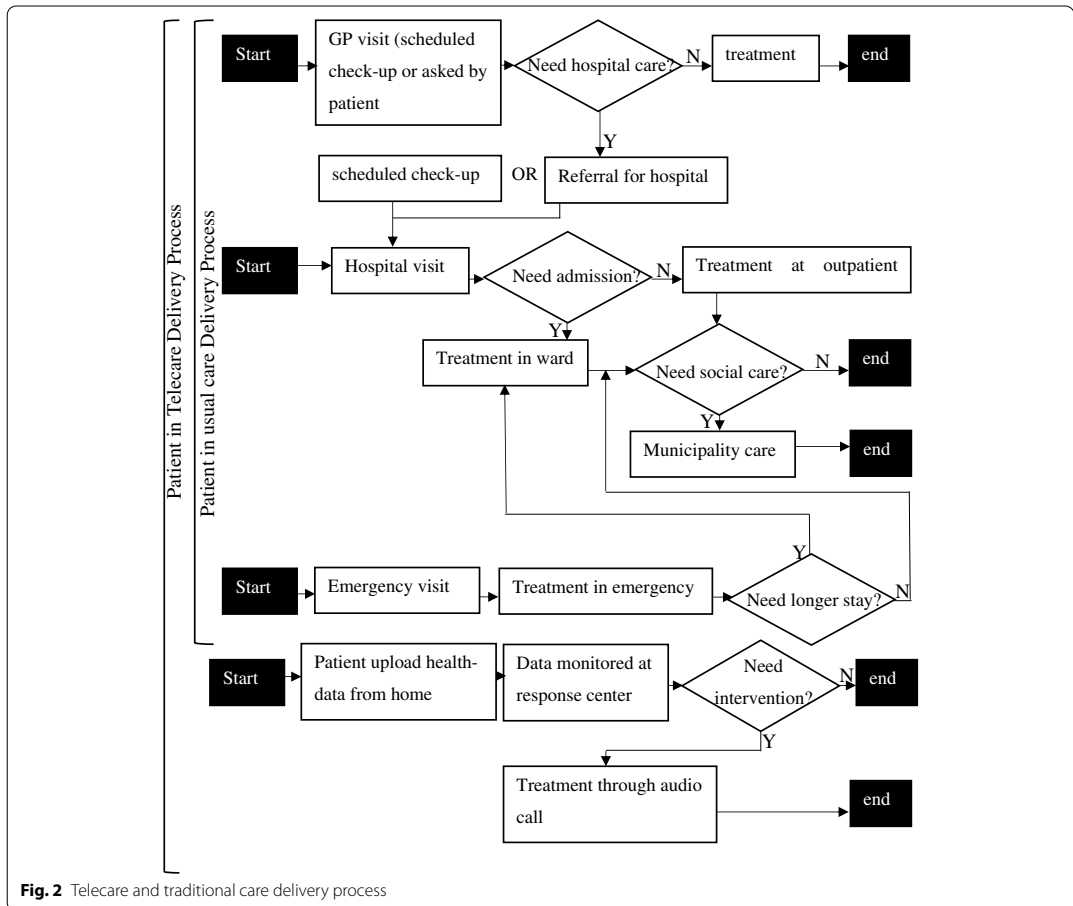 Patient in Telecare Delivery Process
Patient in usual care Delivery Process
Start
GP visit (scheduled
check-up or asked by
patient
Need hospital care?
N
treatment
end
Y
scheduled check-up
OR
Referral for hospital
Start
Hospital visit
Need admission?
N
Treatment at outpatient
Y
Treatment in ward
Need social care?
N
end
Y
Municipality care
end
Start
Emergency visit
Treatment in emergency
Y
Need longer stay?
N
Start
Patient upload health-
data from home
Data monitored at
response center
Need
intervention?
N
end
Y
Treatment through audio
call
end
Fig. 2 Telecare and traditional care delivery process